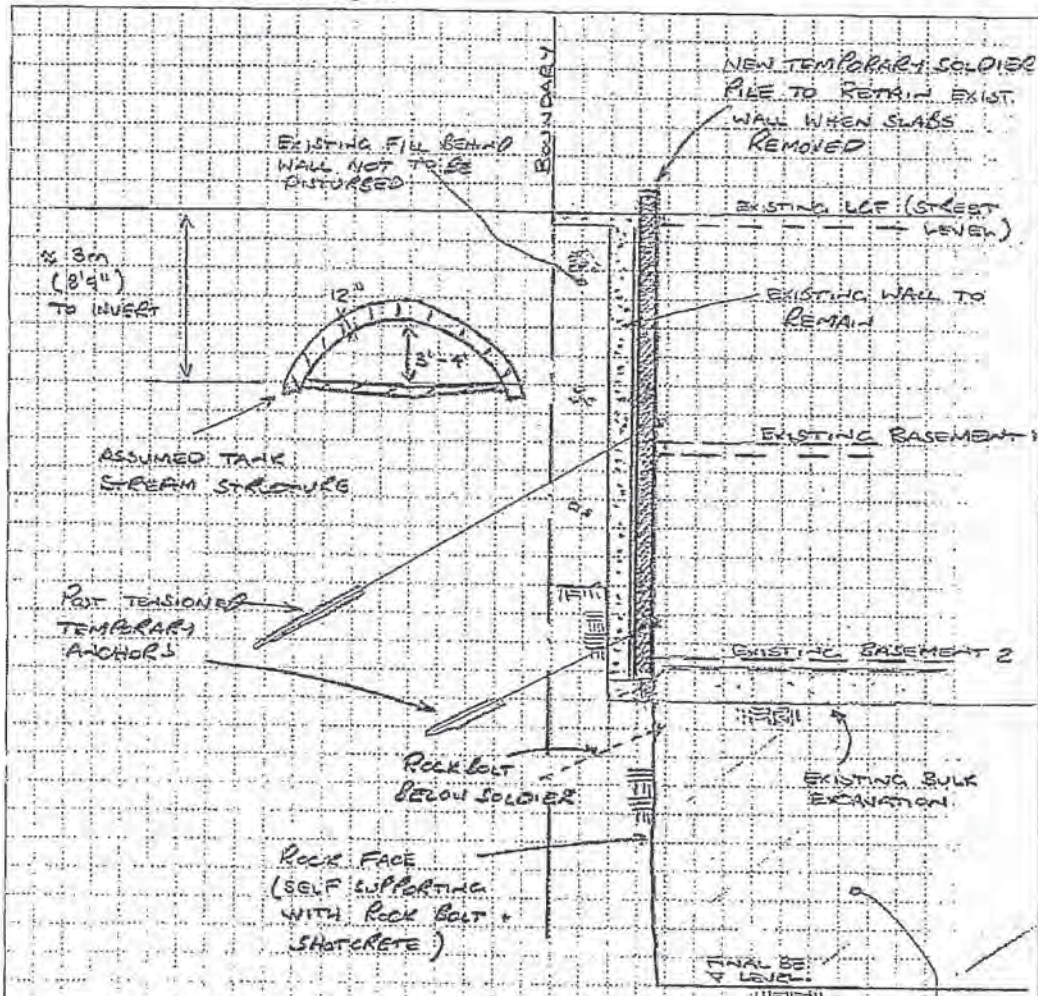 BOUNDARY
NEW TEMPORARY SOLDIER
PILE TO RETAIN EXIST.
WALL WHEN SLABS
REMOVED
EXISTING FILL BEHIND
WALL NOT TO BE
DISTURBED
EXISTING LGF (STREET
LEVEL)
≈ 3m
(8'9")
TO INVERT
12"
EXISTING WALL TO
REMAIN
EXISTING BASEMENT 1
ASSUMED TANK
STREAM STRUCTURE
POST TENSIONED
TEMPORARY
ANCHORS
EXISTING BASEMENT 2
ROCK BOLT
BELOW SOLDIER
EXISTING BULK
EXCAVATION
ROCK FACE
(SELF SUPPORTING
WITH ROCK BOLT +
SHOTCRETE)
FINAL BE
LEVEL.